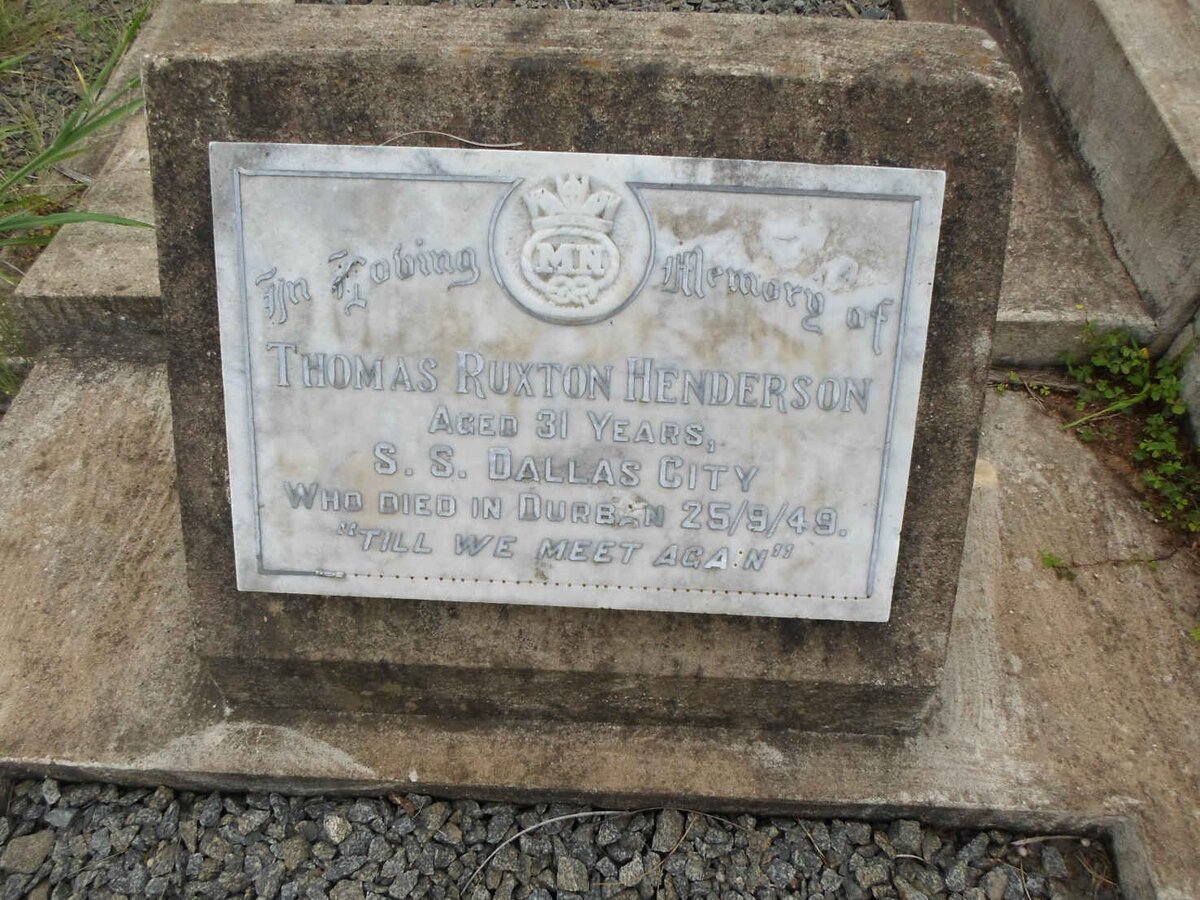 MN
In Loving Memory of
THOMAS RUXTON HENDERSON
AGED 31 YEARS,
S. S. DALLAS CITY
WHO DIED IN DURBAN 25/9/49.
"TILL WE MEET AGAIN"